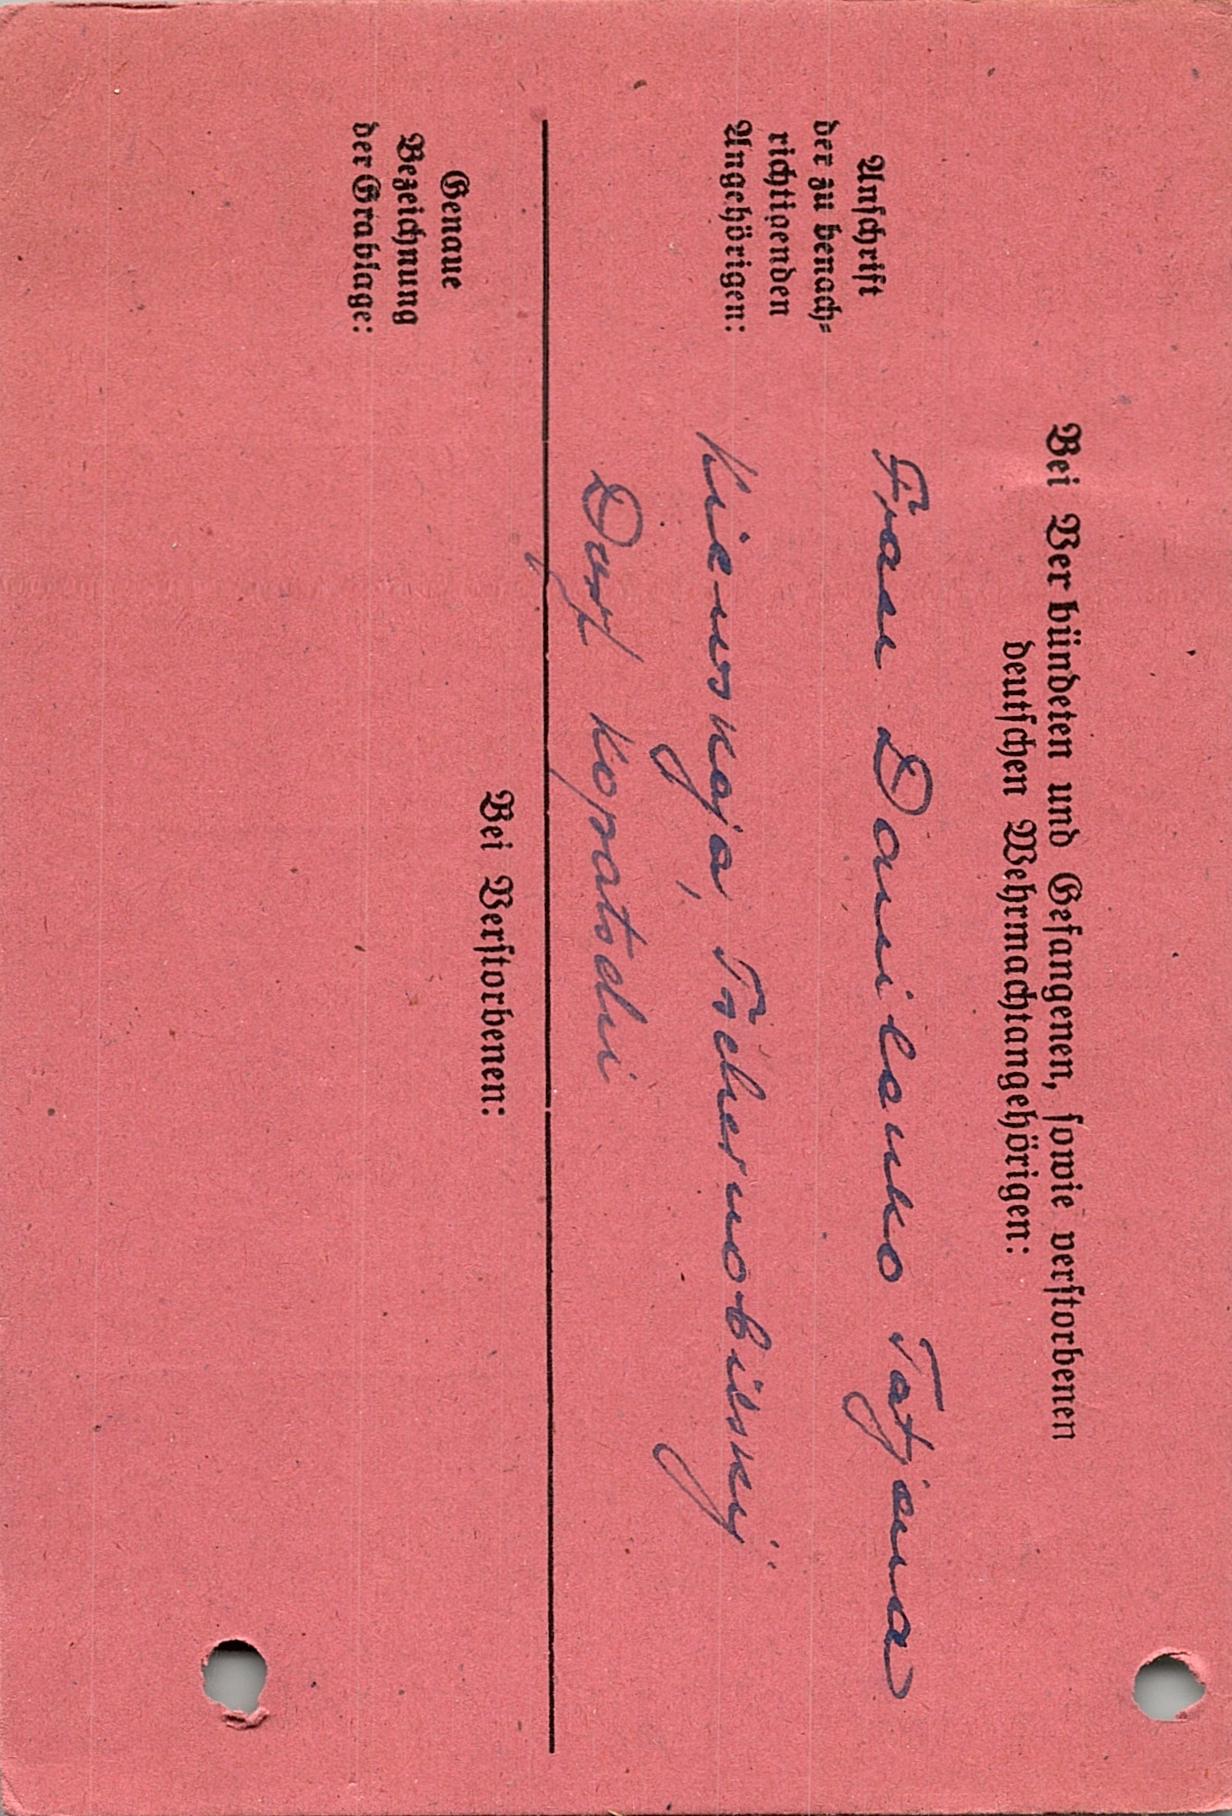 Bei Verbündeten und Gefangenen, sowie verstorbenen
deutschen Wehrmachtangehörigen:
Anschrift
der zu benach-
richtigenden
Angehörigen:
Frau Danilenko Tatjana
Kiewskaja, Tschernobilskij
Dorf Kopatschi
Bei Verstorbenen:
Genaue
Bezeichnung
der Grablage: